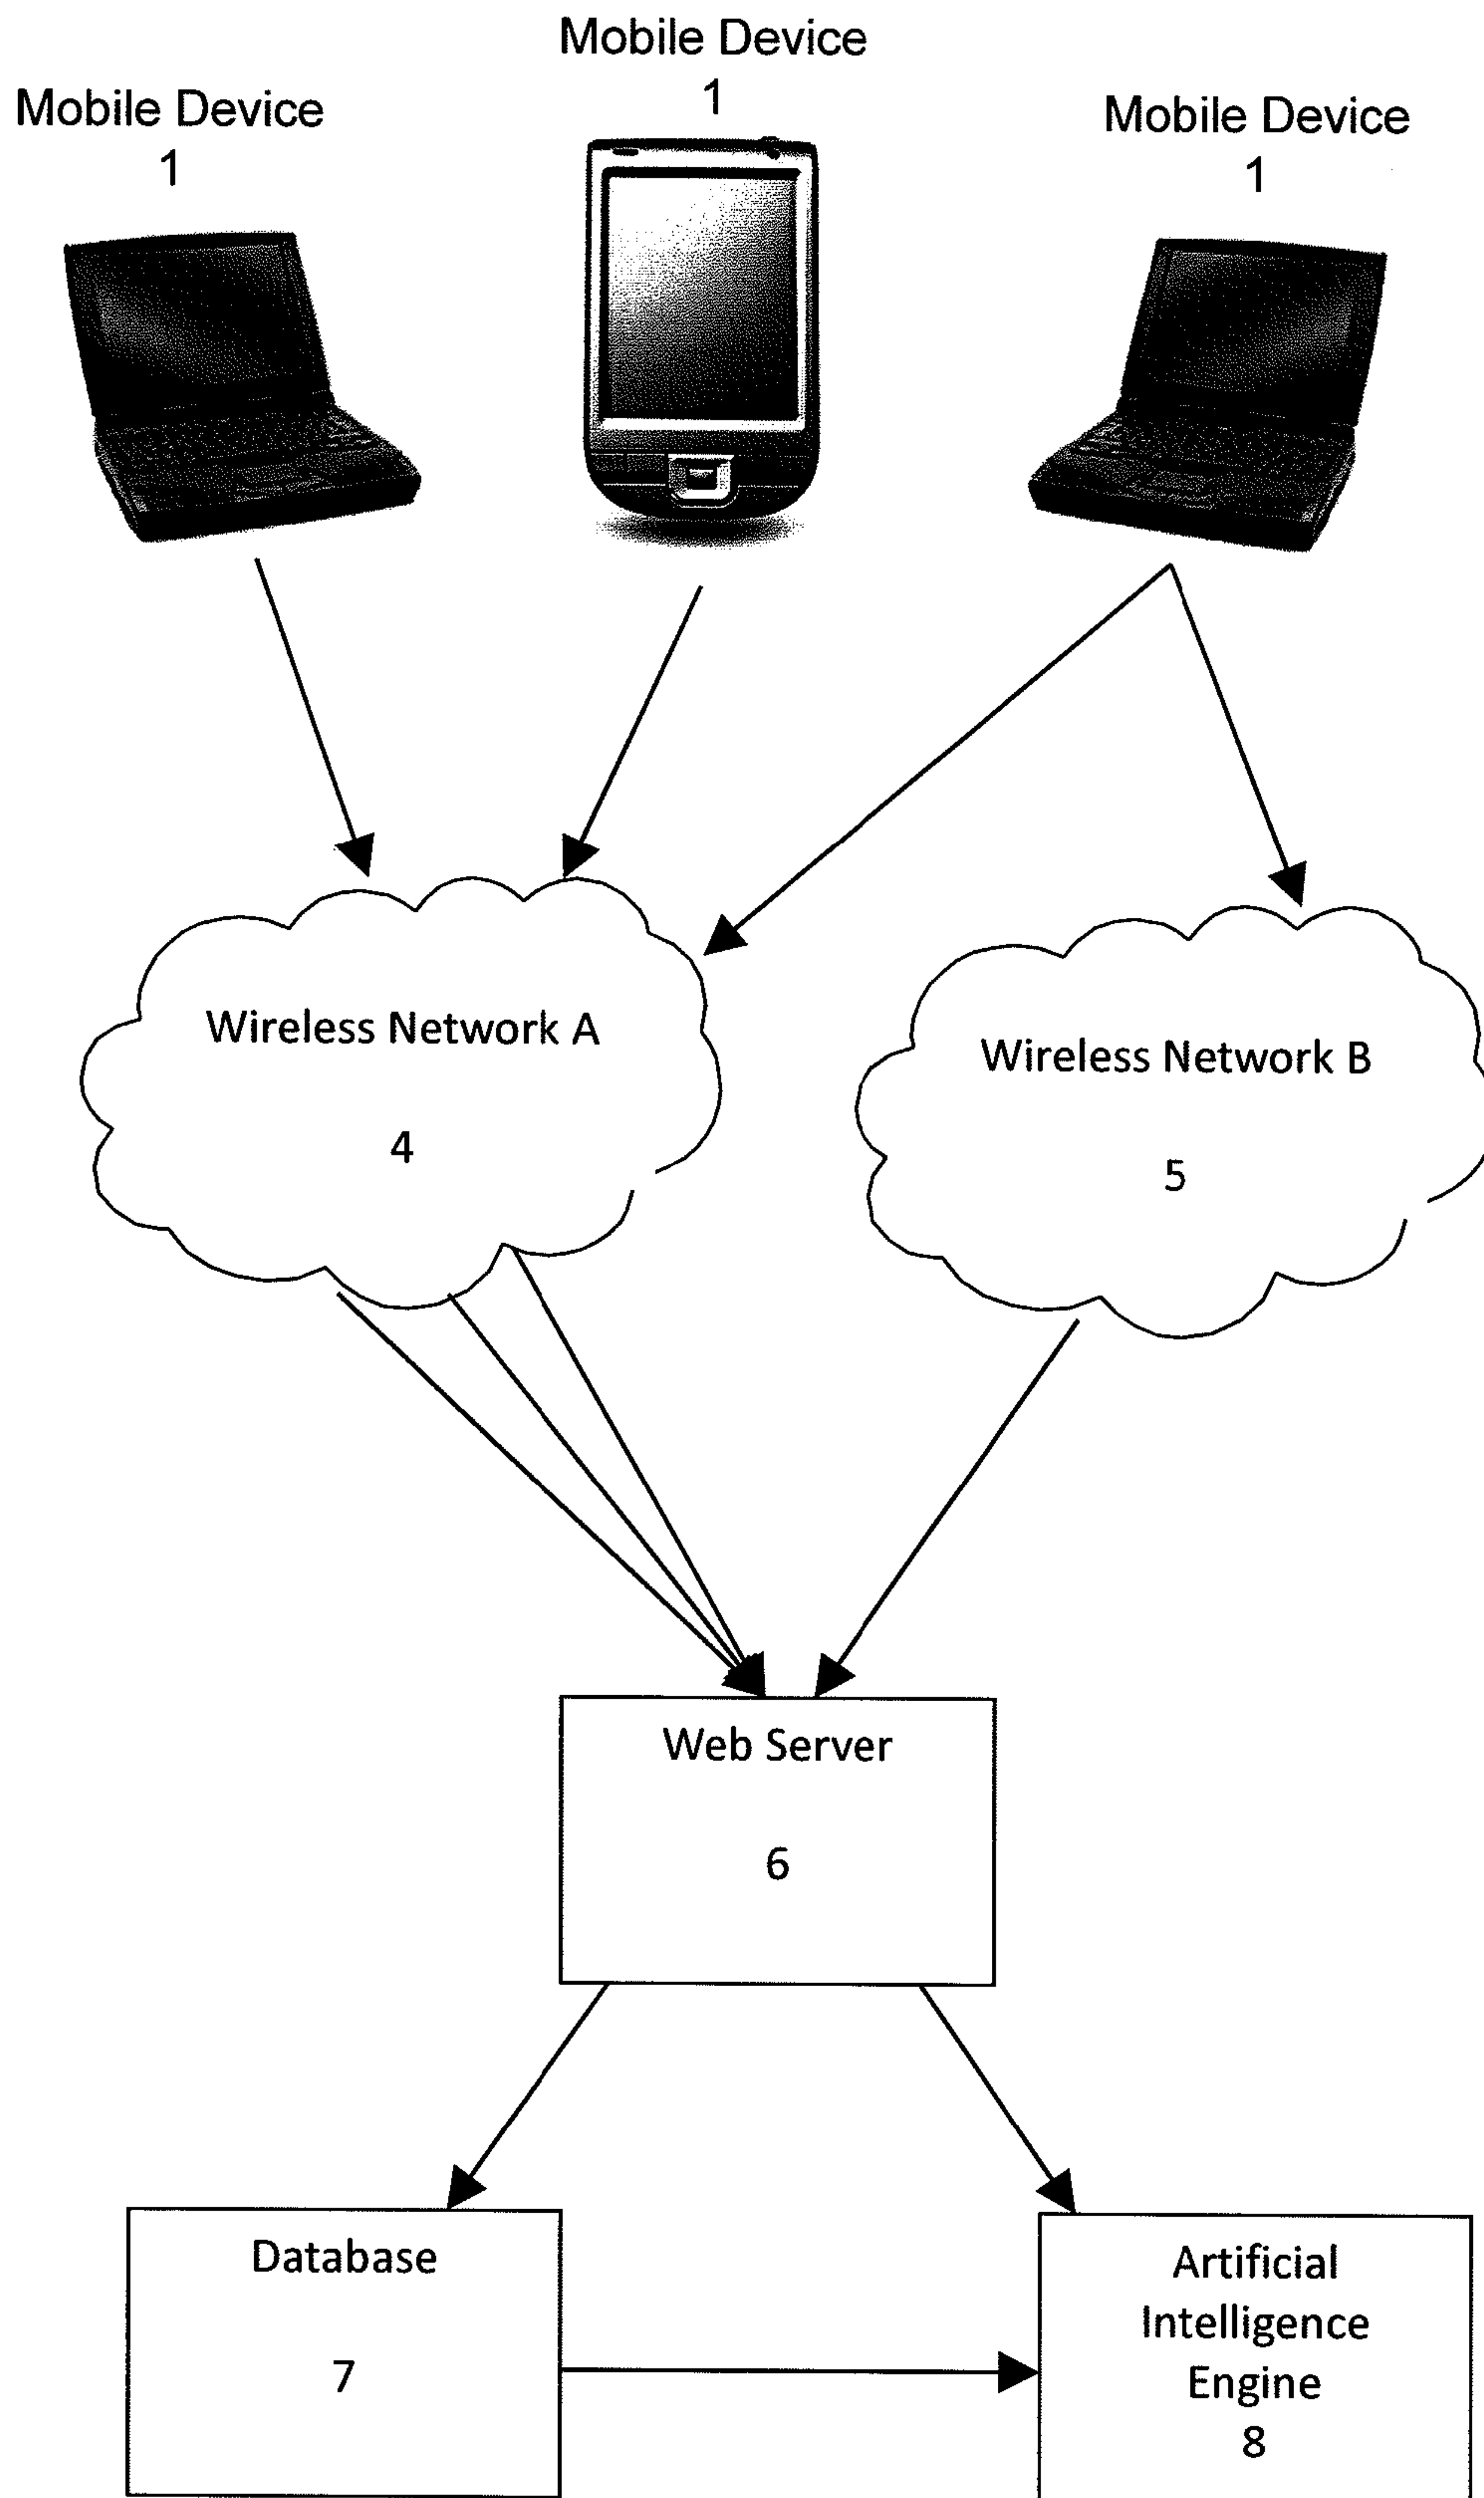 Mobile Device
1
Mobile Device
1
Mobile Device
1
Wireless Network A
4
Wireless Network B
5
Web Server
6
Database
7
Artificial
Intelligence
Engine
8